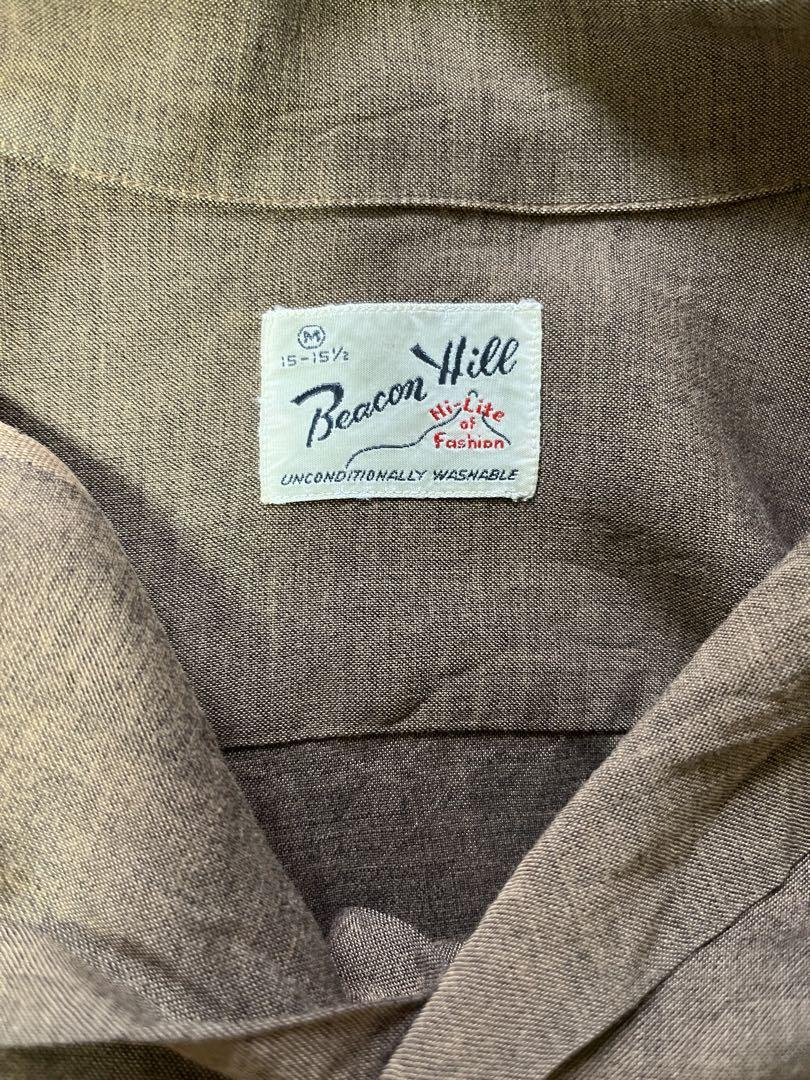 M
15-15½
Beacon Hill
Hi-Lite
of
Fashion
UNCONDITIONALLY WASHABLE